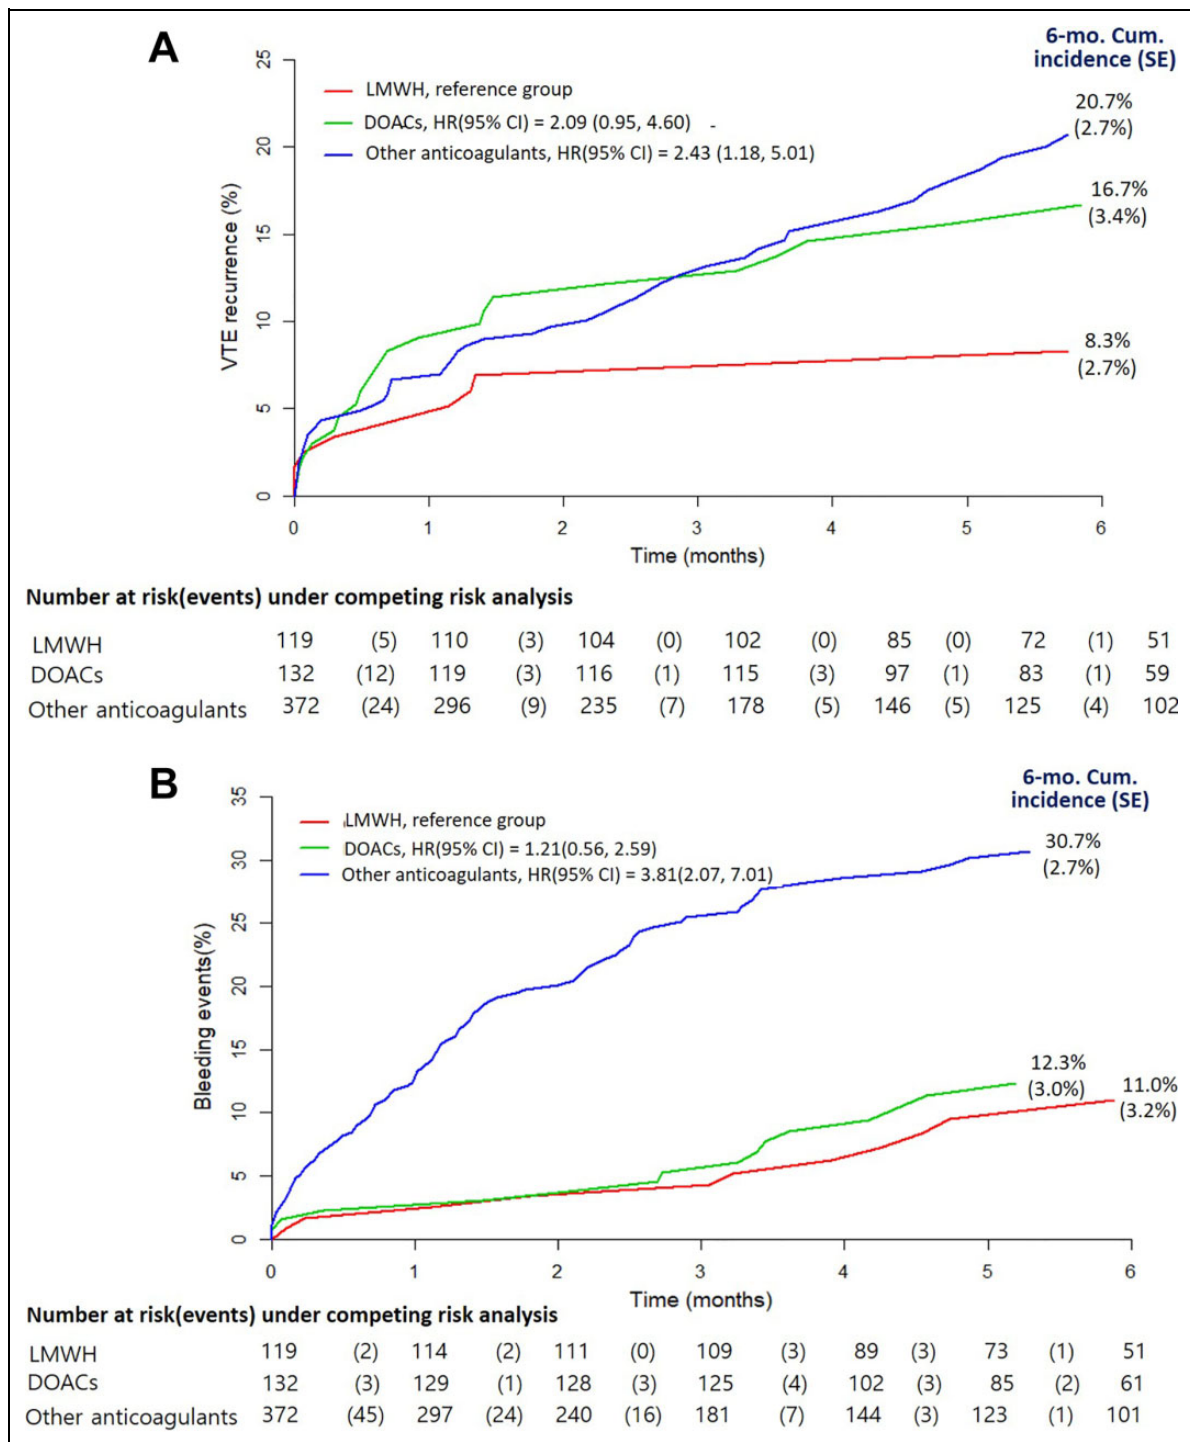 A
6-mo. Cum.
incidence (SE)
25
20
15
10
5
0
VTE recurrence (%)
LMWH, reference group
DOACs, HR(95% CI) = 2.09 (0.95, 4.60) -
Other anticoagulants, HR(95% CI) = 2.43 (1.18, 5.01)
20.7%
(2.7%)
16.7%
(3.4%)
8.3%
(2.7%)
0 1 2 3 4 5 6
Time (months)
Number at risk(events) under competing risk analysis
LMWH 119 (5) 110 (3) 104 (0) 102 (0) 85 (0) 72 (1) 51
DOACs 132 (12) 119 (3) 116 (1) 115 (3) 97 (1) 83 (1) 59
Other anticoagulants 372 (24) 296 (9) 235 (7) 178 (5) 146 (5) 125 (4) 102
B
6-mo. Cum.
incidence (SE)
35
30
25
20
15
10
5
0
Bleeding events(%)
LMWH, reference group
DOACs, HR(95% CI) = 1.21(0.56, 2.59)
Other anticoagulants, HR(95% CI) = 3.81(2.07, 7.01)
30.7%
(2.7%)
12.3%
(3.0%)
11.0%
(3.2%)
0 1 2 3 4 5 6
Time (months)
Number at risk(events) under competing risk analysis
LMWH 119 (2) 114 (2) 111 (0) 109 (3) 89 (3) 73 (1) 51
DOACs 132 (3) 129 (1) 128 (3) 125 (4) 102 (3) 85 (2) 61
Other anticoagulants 372 (45) 297 (24) 240 (16) 181 (7) 144 (3) 123 (1) 101